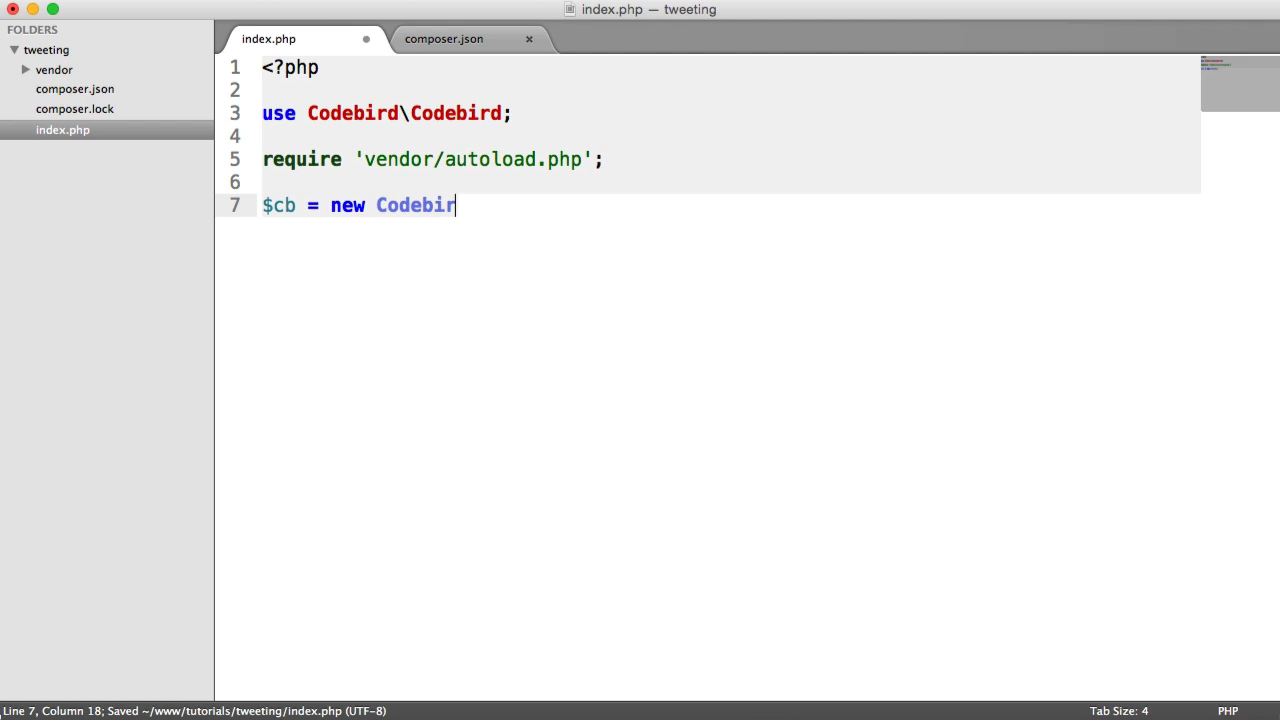 index.php — tweeting
FOLDERS
tweeting
vendor
composer.json
composer.lock
index.php
index.php
composer.json
1 <?php
2
3 use Codebird\Codebird;
4
5 require 'vendor/autoload.php';
6
7 $cb = new Codebir
Line 7, Column 18; Saved ~/www/tutorials/tweeting/index.php (UTF-8)
Tab Size: 4
PHP